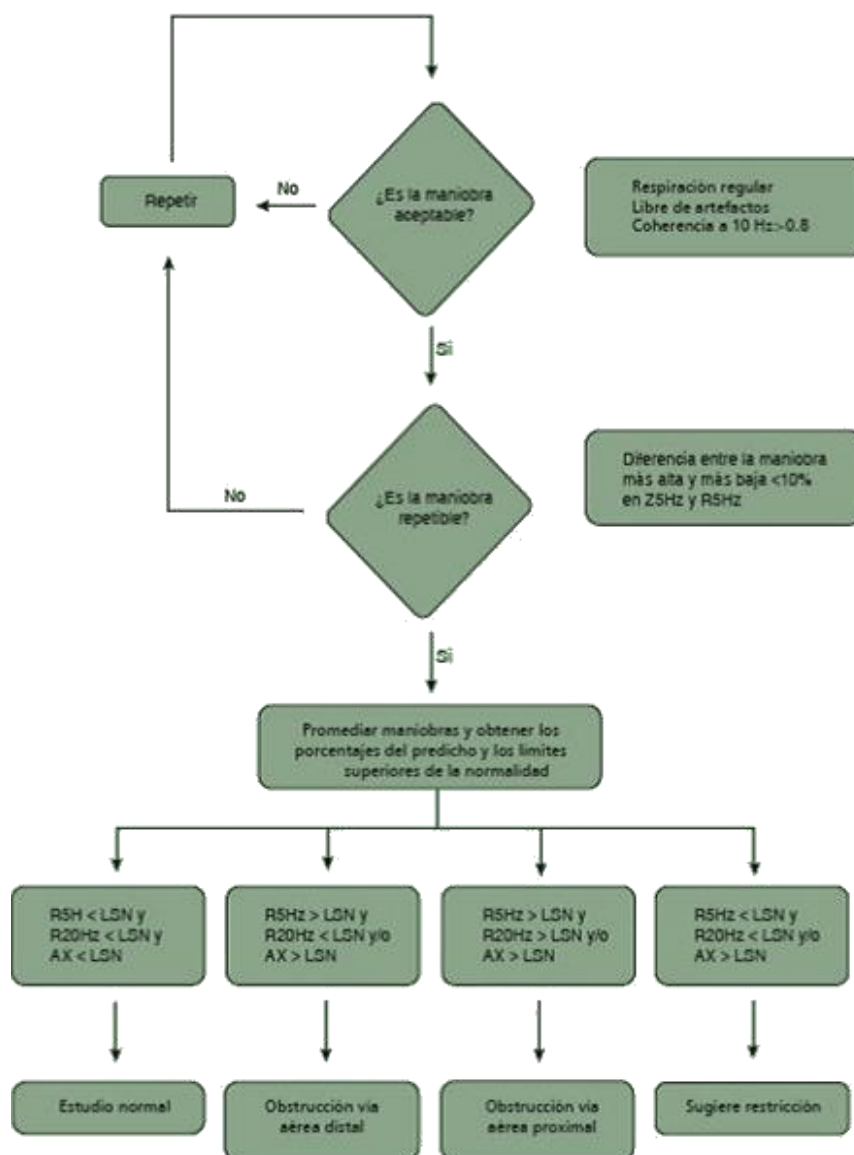 ¿Es la maniobra
aceptable?
No
Repetir
Respiración regular
Libre de artefactos
Coherencia a 10 Hz:-0.8
Sí
¿Es la maniobra
repetible?
No
Diferencia entre la maniobra
más alta y más baja <10%
en Z5Hz y R5Hz
Sí
Promediar maniobras y obtener los
porcentajes del predicho y los limites
superiores de la normalidad
R5H < LSN y
R20Hz < LSN y
AX < LSN
R5Hz > LSN y
R20Hz < LSN y/o
AX > LSN
R5Hz > LSN y
R20Hz > LSN y/o
AX > LSN
R5Hz < LSN y
R20Hz < LSN y/o
AX > LSN
Estudio normal
Obstrucción vía
aérea distal
Obstrucción vía
aérea proximal
Sugiere restricción